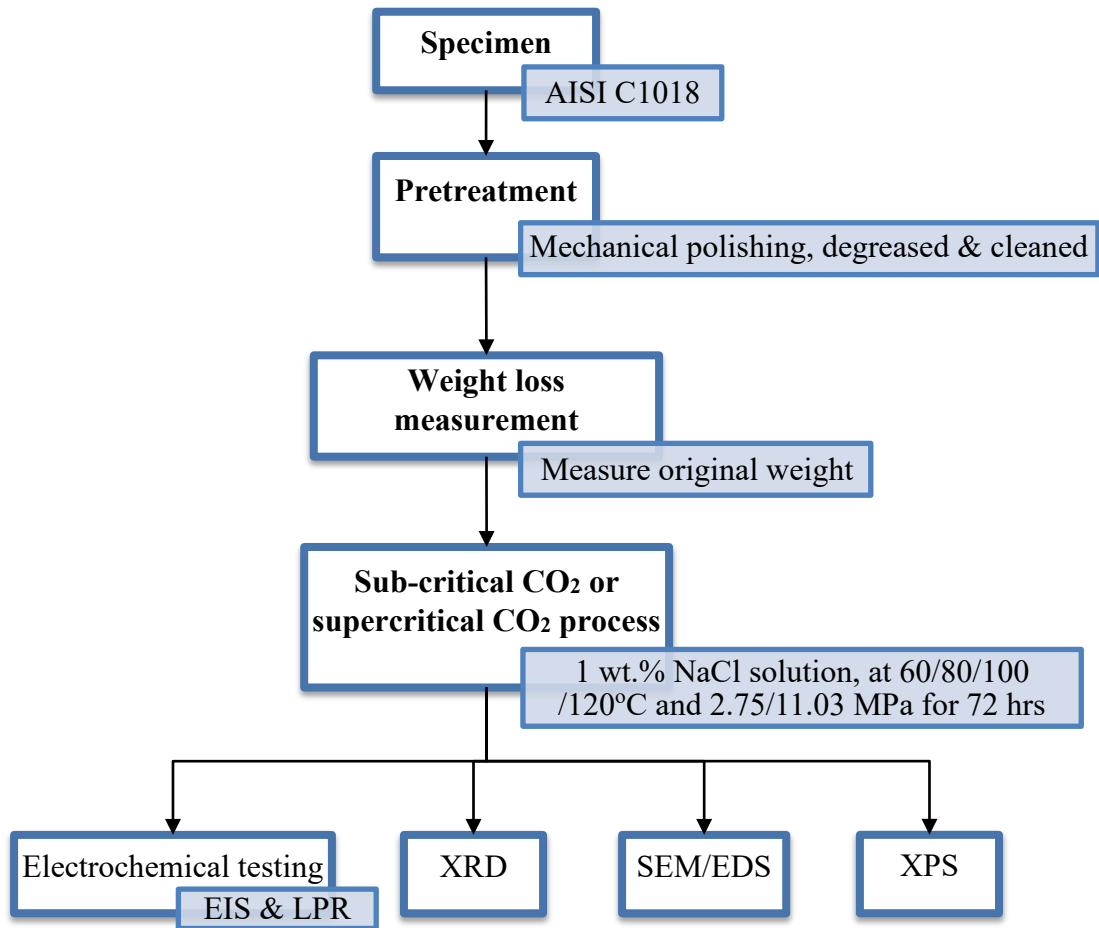 Specimen
AISI C1018
Pretreatment
Mechanical polishing, degreased & cleaned
Weight loss
measurement
Measure original weight
Sub-critical CO₂ or
supercritical CO₂ process
1 wt.% NaCl solution, at 60/80/100
/120ºC and 2.75/11.03 MPa for 72 hrs
Electrochemical testing
EIS & LPR
XRD
SEM/EDS
XPS